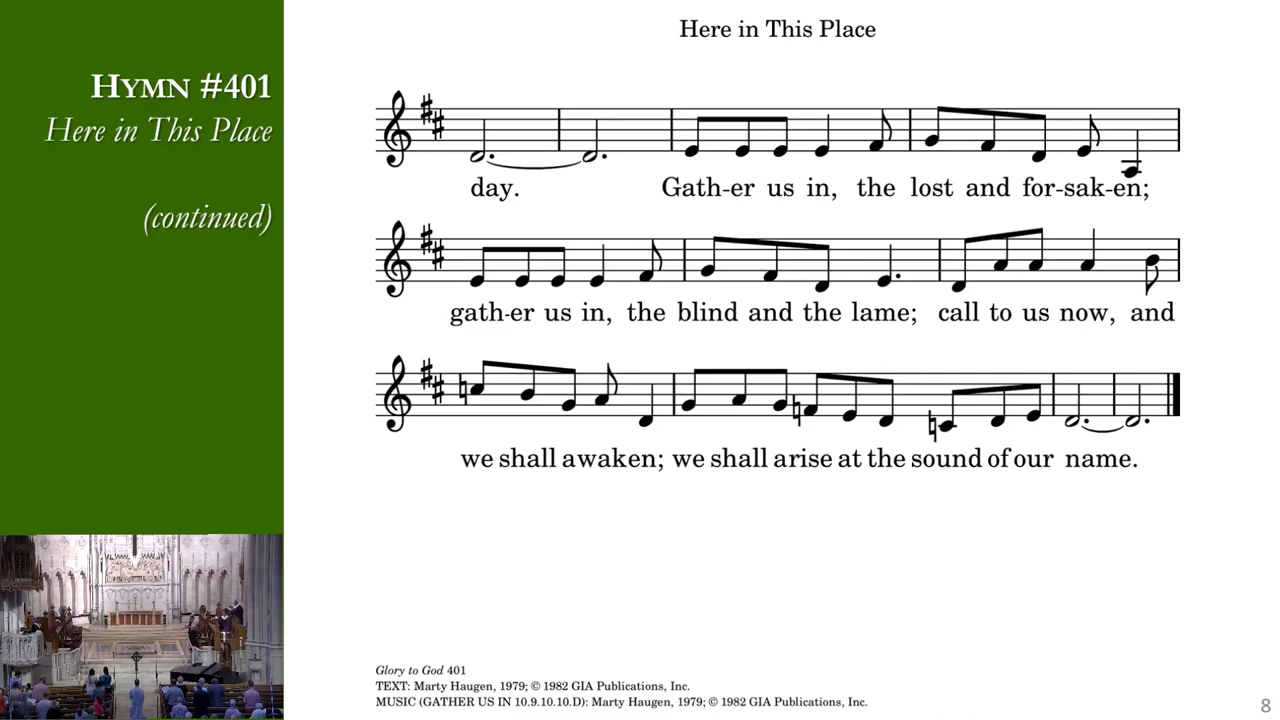 HYMN #401
Here in This Place
(continued)
Here in This Place
day. Gath-er us in, the lost and for-sak-en;
gath-er us in, the blind and the lame; call to us now, and
we shall awaken; we shall arise at the sound of our name.
Glory to God 401
TEXT: Marty Haugen, 1979; © 1982 GIA Publications, Inc.
MUSIC (GATHER US IN 10.9.10.10.D): Marty Haugen, 1979; © 1982 GIA Publications, Inc.
8